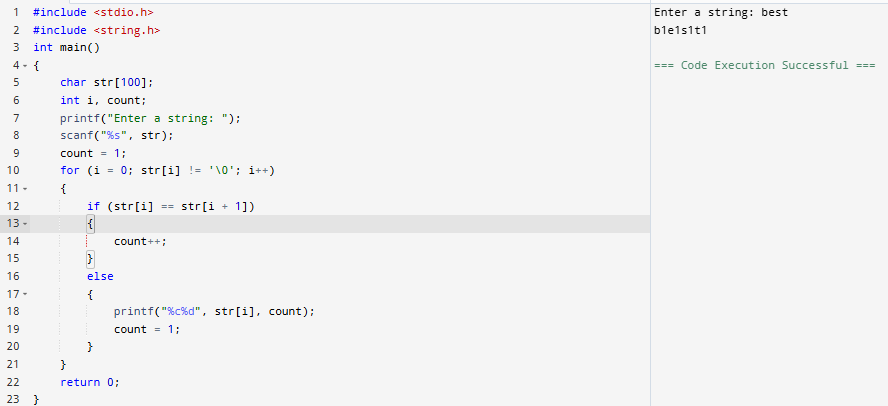 1 #include <stdio.h>
2 #include <string.h>
3 int main()
4 {
5     char str[100];
6     int i, count;
7     printf("Enter a string: ");
8     scanf("%s", str);
9     count = 1;
10     for (i = 0; str[i] != '\0'; i++)
11     {
12         if (str[i] == str[i + 1])
13         {
14             count++;
15         }
16         else
17         {
18             printf("%c%d", str[i], count);
19             count = 1;
20         }
21     }
22     return 0;
23 }
Enter a string: best
b1e1s1t1
=== Code Execution Successful ===